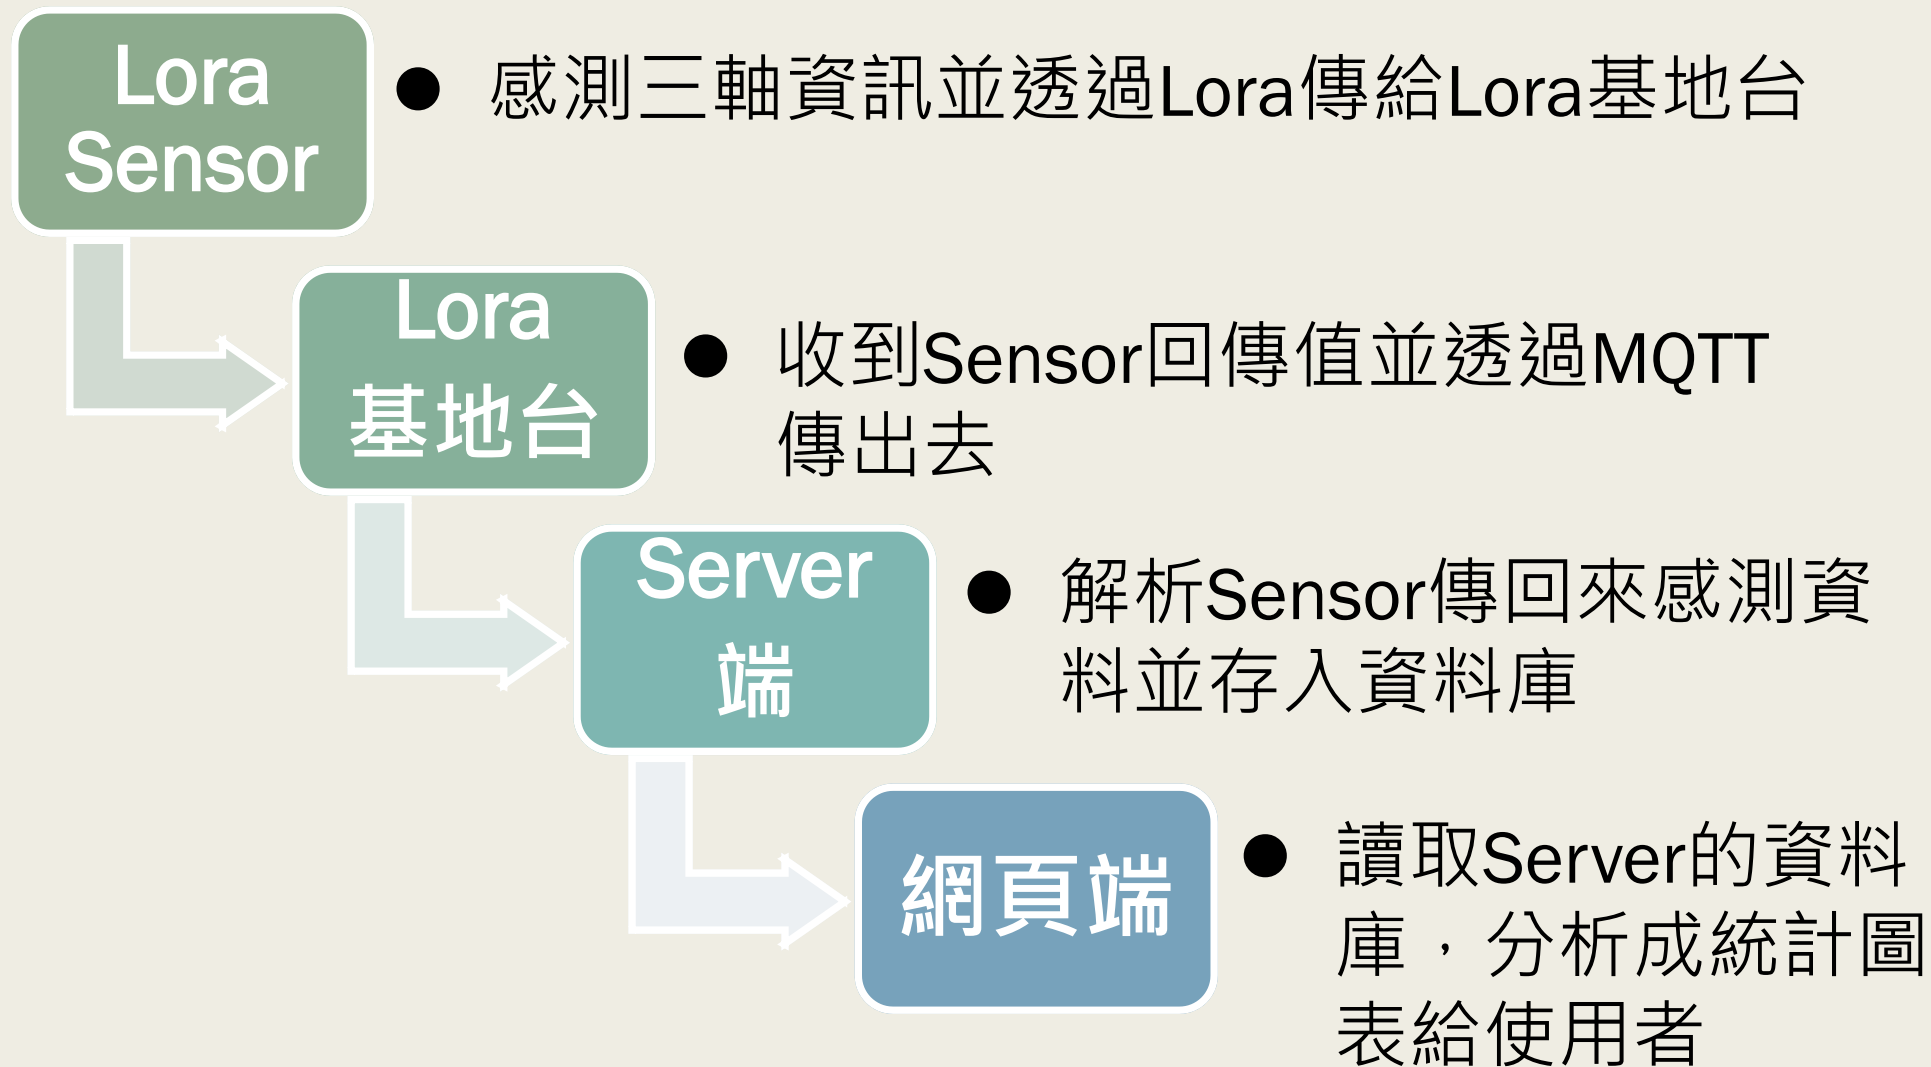 Lora
Sensor
● 感測三軸資訊並透過Lora傳給Lora基地台
Lora
基地台
● 收到Sensor回傳值並透過MQTT
傳出去
Server
端
● 解析Sensor傳回來感測資
料並存入資料庫
網頁端
● 讀取Server的資料
庫，分析成統計圖
表給使用者